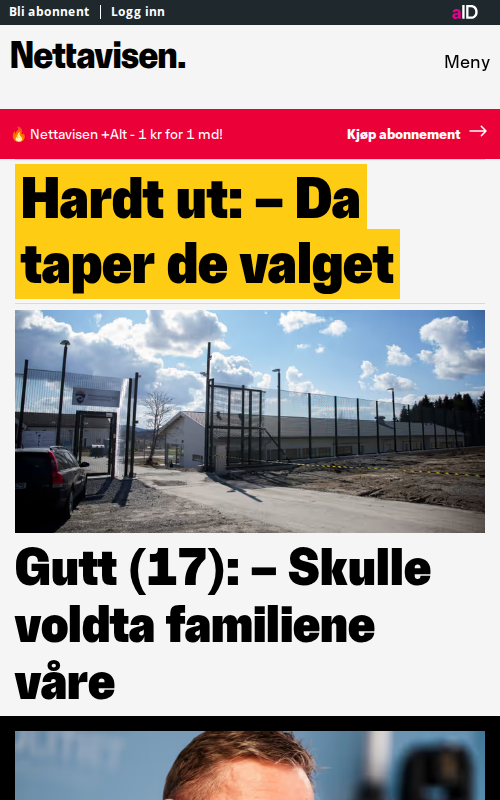 Bli abonnent | Logg inn
aID
Nettavisen.
Meny
🔥 Nettavisen +Alt - 1 kr for 1 md!
Kjøp abonnement →
Hardt ut: – Da
taper de valget
Gutt (17): – Skulle
voldta familiene
våre